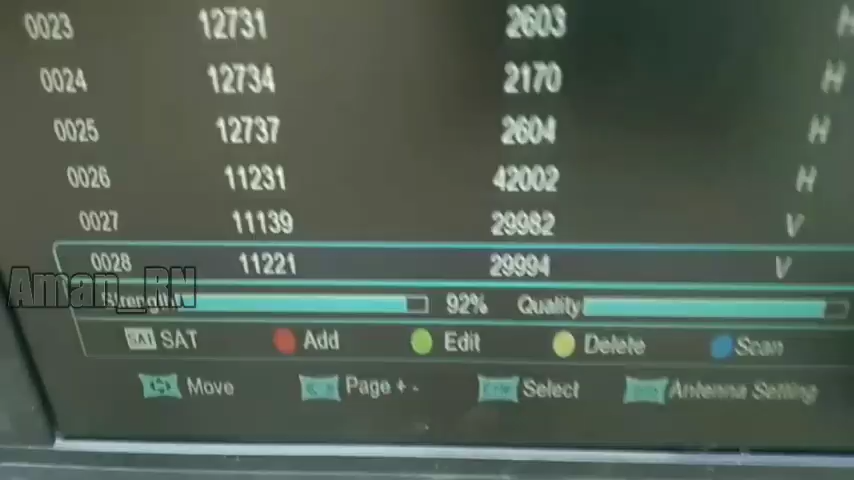 0023 12731 2603 H
0024 12734 2170 H
0025 12737 2604 H
0026 11231 42002 H
0027 11139 29982 V
0028 11221 29994 V
Aman_RN
Strength 92% Quality
SAT SAT Add Edit Delete Scan
Move Page + - Select Antenna Setting